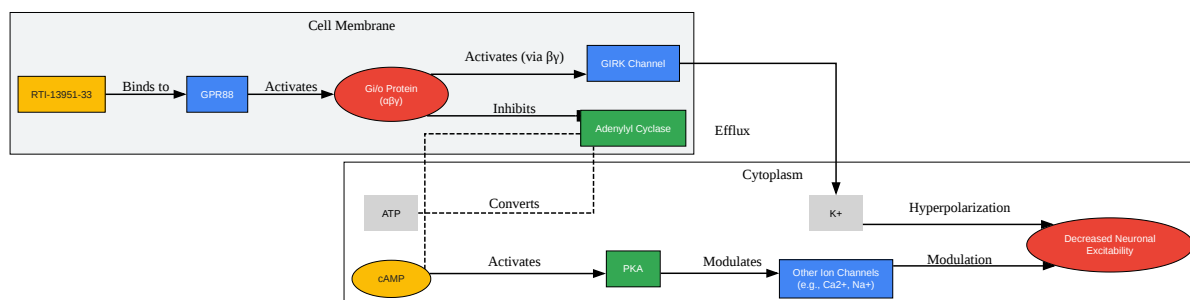 Cell Membrane
RTI-13951-33
Binds to
GPR88
Activates
Gi/o Protein
(αβγ)
Activates (via βγ)
GIRK Channel
Inhibits
Adenylyl Cyclase
Efflux
Cytoplasm
ATP
Converts
K+
Hyperpolarization
Decreased Neuronal
Excitability
cAMP
Activates
PKA
Modulates
Other Ion Channels
(e.g., Ca2+, Na+)
Modulation